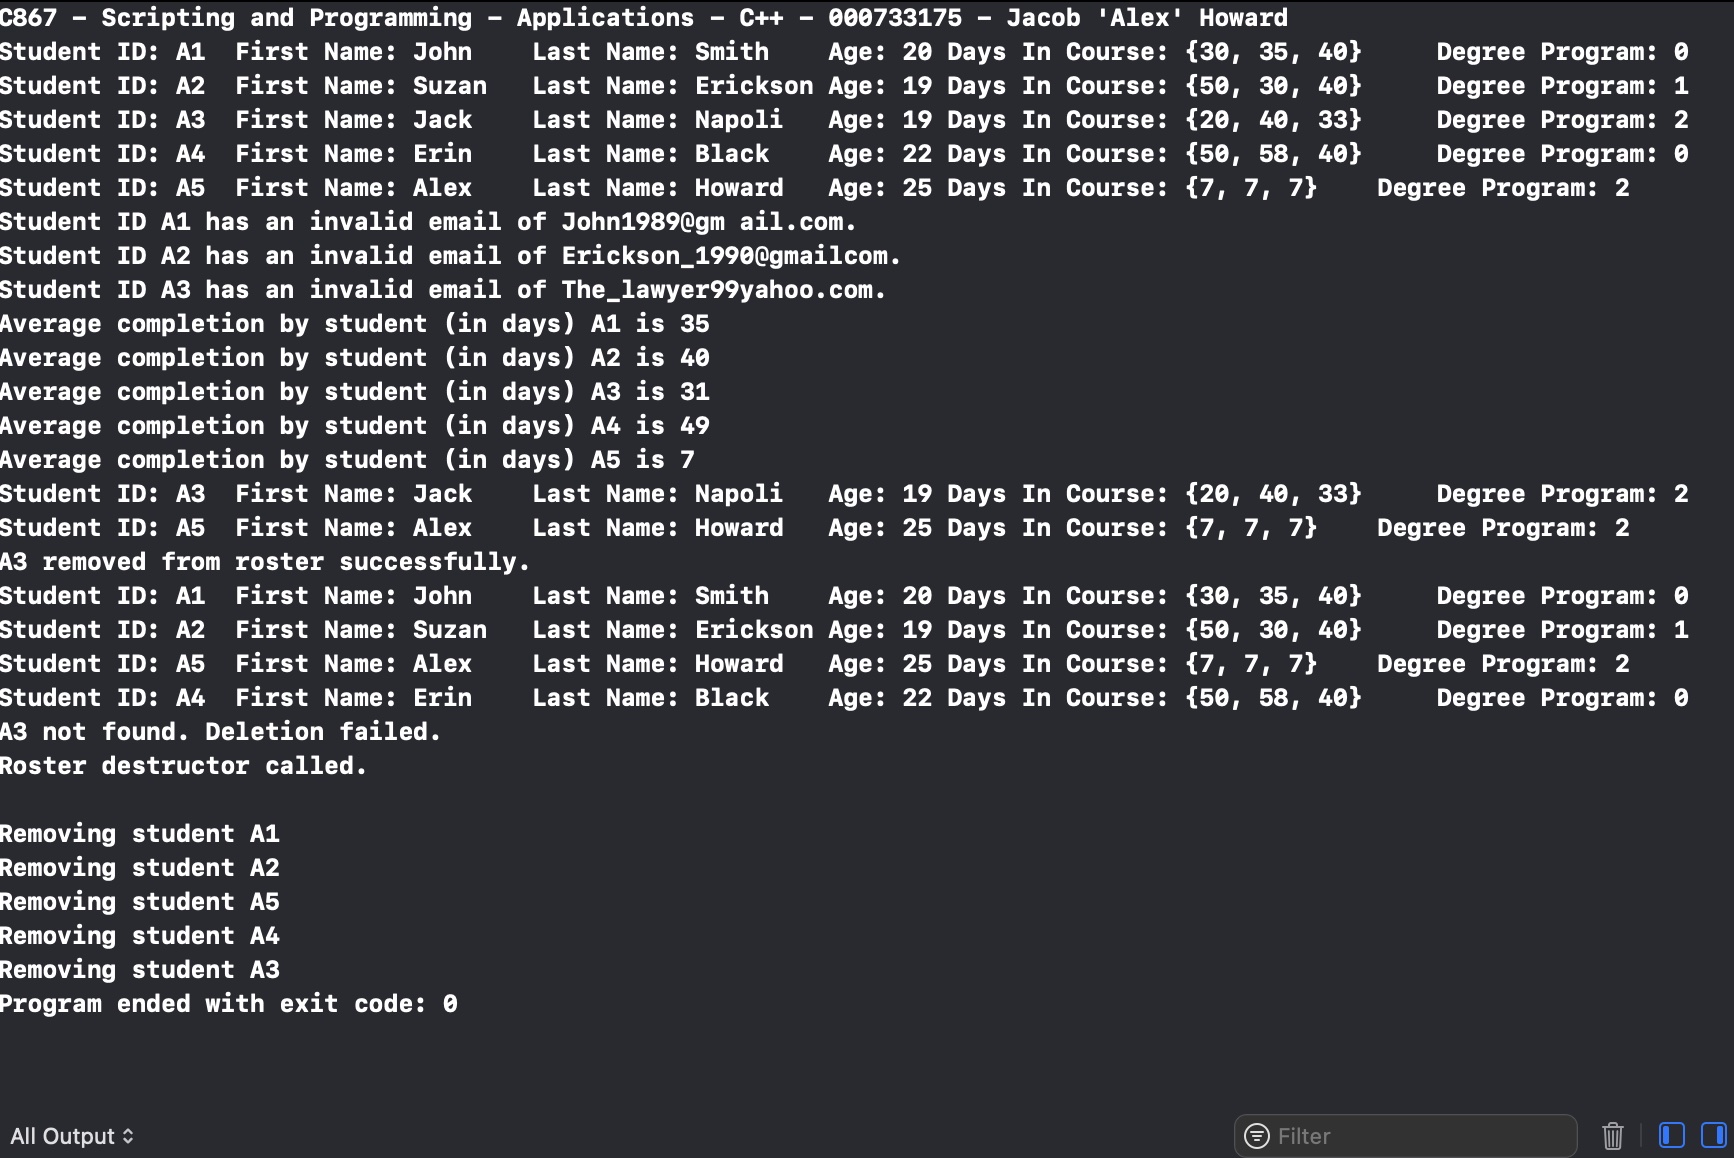 C867 – Scripting and Programming – Applications – C++ – 000733175 – Jacob 'Alex' Howard
Student ID: A1  First Name: John    Last Name: Smith    Age: 20 Days In Course: {30, 35, 40}     Degree Program: 0
Student ID: A2  First Name: Suzan   Last Name: Erickson Age: 19 Days In Course: {50, 30, 40}     Degree Program: 1
Student ID: A3  First Name: Jack    Last Name: Napoli   Age: 19 Days In Course: {20, 40, 33}     Degree Program: 2
Student ID: A4  First Name: Erin    Last Name: Black    Age: 22 Days In Course: {50, 58, 40}     Degree Program: 0
Student ID: A5  First Name: Alex    Last Name: Howard   Age: 25 Days In Course: {7, 7, 7}    Degree Program: 2
Student ID A1 has an invalid email of John1989@gm ail.com.
Student ID A2 has an invalid email of Erickson_1990@gmailcom.
Student ID A3 has an invalid email of The_lawyer99yahoo.com.
Average completion by student (in days) A1 is 35
Average completion by student (in days) A2 is 40
Average completion by student (in days) A3 is 31
Average completion by student (in days) A4 is 49
Average completion by student (in days) A5 is 7
Student ID: A3  First Name: Jack    Last Name: Napoli   Age: 19 Days In Course: {20, 40, 33}     Degree Program: 2
Student ID: A5  First Name: Alex    Last Name: Howard   Age: 25 Days In Course: {7, 7, 7}    Degree Program: 2
A3 removed from roster successfully.
Student ID: A1  First Name: John    Last Name: Smith    Age: 20 Days In Course: {30, 35, 40}     Degree Program: 0
Student ID: A2  First Name: Suzan   Last Name: Erickson Age: 19 Days In Course: {50, 30, 40}     Degree Program: 1
Student ID: A5  First Name: Alex    Last Name: Howard   Age: 25 Days In Course: {7, 7, 7}    Degree Program: 2
Student ID: A4  First Name: Erin    Last Name: Black    Age: 22 Days In Course: {50, 58, 40}     Degree Program: 0
A3 not found. Deletion failed.
Roster destructor called.
Removing student A1
Removing student A2
Removing student A5
Removing student A4
Removing student A3
Program ended with exit code: 0
All Output Filter